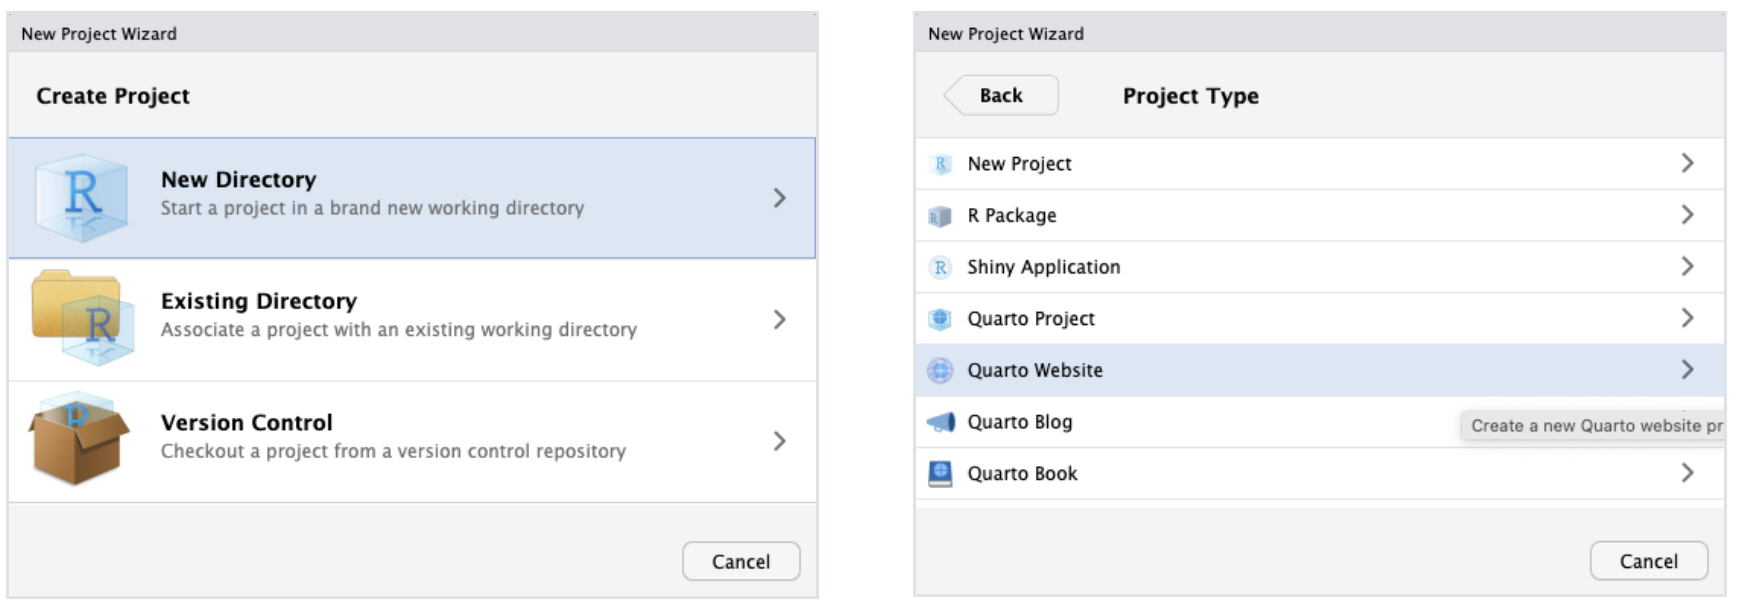 New Project Wizard
Create Project
New Directory
Start a project in a brand new working directory
Existing Directory
Associate a project with an existing working directory
Version Control
Checkout a project from a version control repository
Cancel
New Project Wizard
Back
Project Type
New Project
R Package
Shiny Application
Quarto Project
Quarto Website
Quarto Blog
Create a new Quarto website pr
Quarto Book
Cancel